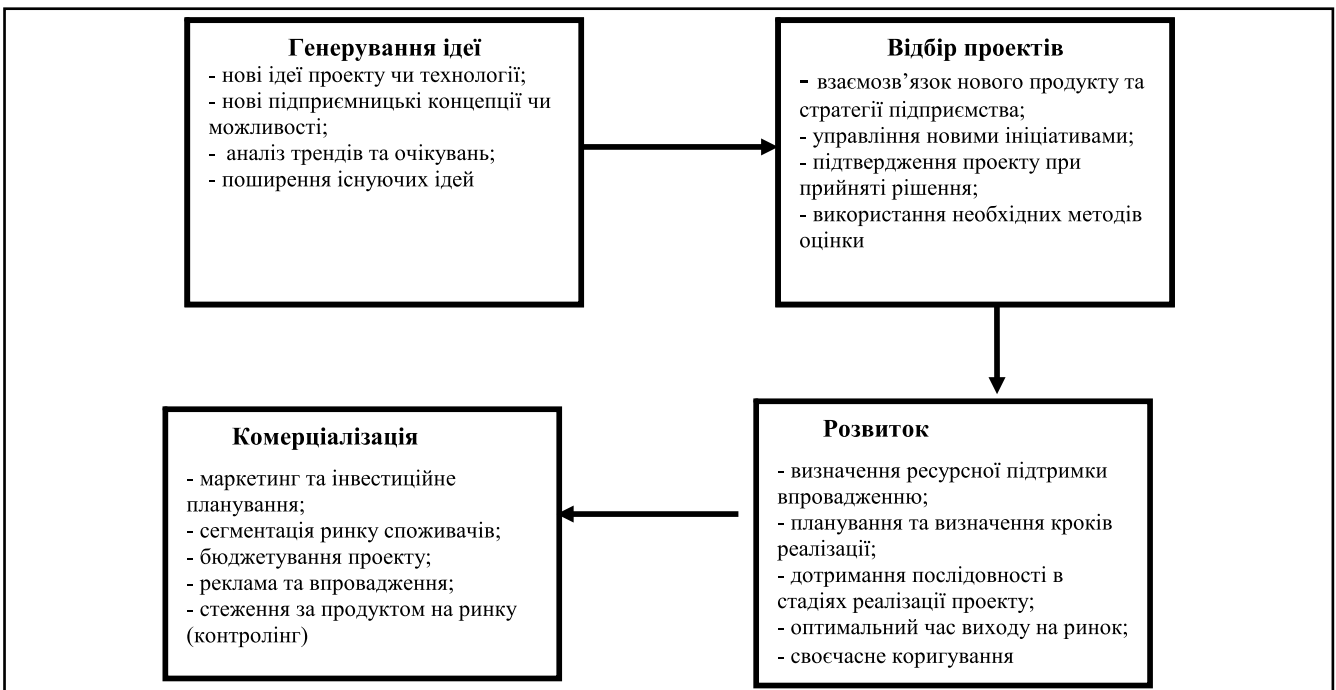 Генерування ідеї
- нові ідеї проекту чи технології;
- нові підприємницькі концепції чи
можливості;
- аналіз трендів та очікувань;
- поширення існуючих ідей
Відбір проектів
- взаємозв’язок нового продукту та
стратегії підприємства;
- управління новими ініціативами;
- підтвердження проекту при
прийняті рішення;
- використання необхідних методів
оцінки
Комерціалізація
- маркетинг та інвестиційне
планування;
- сегментація ринку споживачів;
- бюджетування проекту;
- реклама та впровадження;
- стеження за продуктом на ринку
(контролінг)
Розвиток
- визначення ресурсної підтримки
впровадженню;
- планування та визначення кроків
реалізації;
- дотримання послідовності в
стадіях реалізації проекту;
- оптимальний час виходу на ринок;
- своєчасне коригування